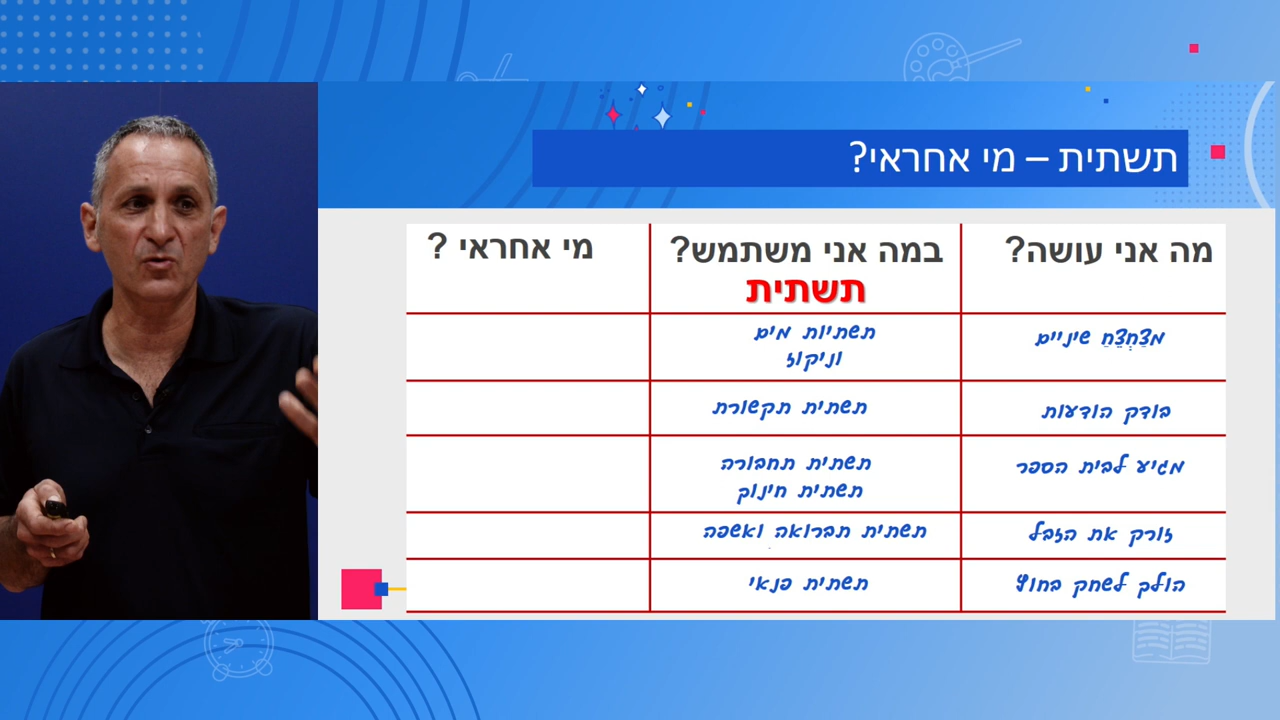 תשתית – מי אחראי?
מה אני עושה?
במה אני משתמש?
תשתית
מי אחראי ?
מצַחְצֵחַ שיניים
תשתיות מים
וניקוז
בודק הודעות
תשתית תקשורת
מגיע לבית הספר
תשתית תחבורה
תשתית חינוך
זורק את הזבל
תשתית תברואה ואשפה
הולך לשחק בחוץ
תשתית פנאי